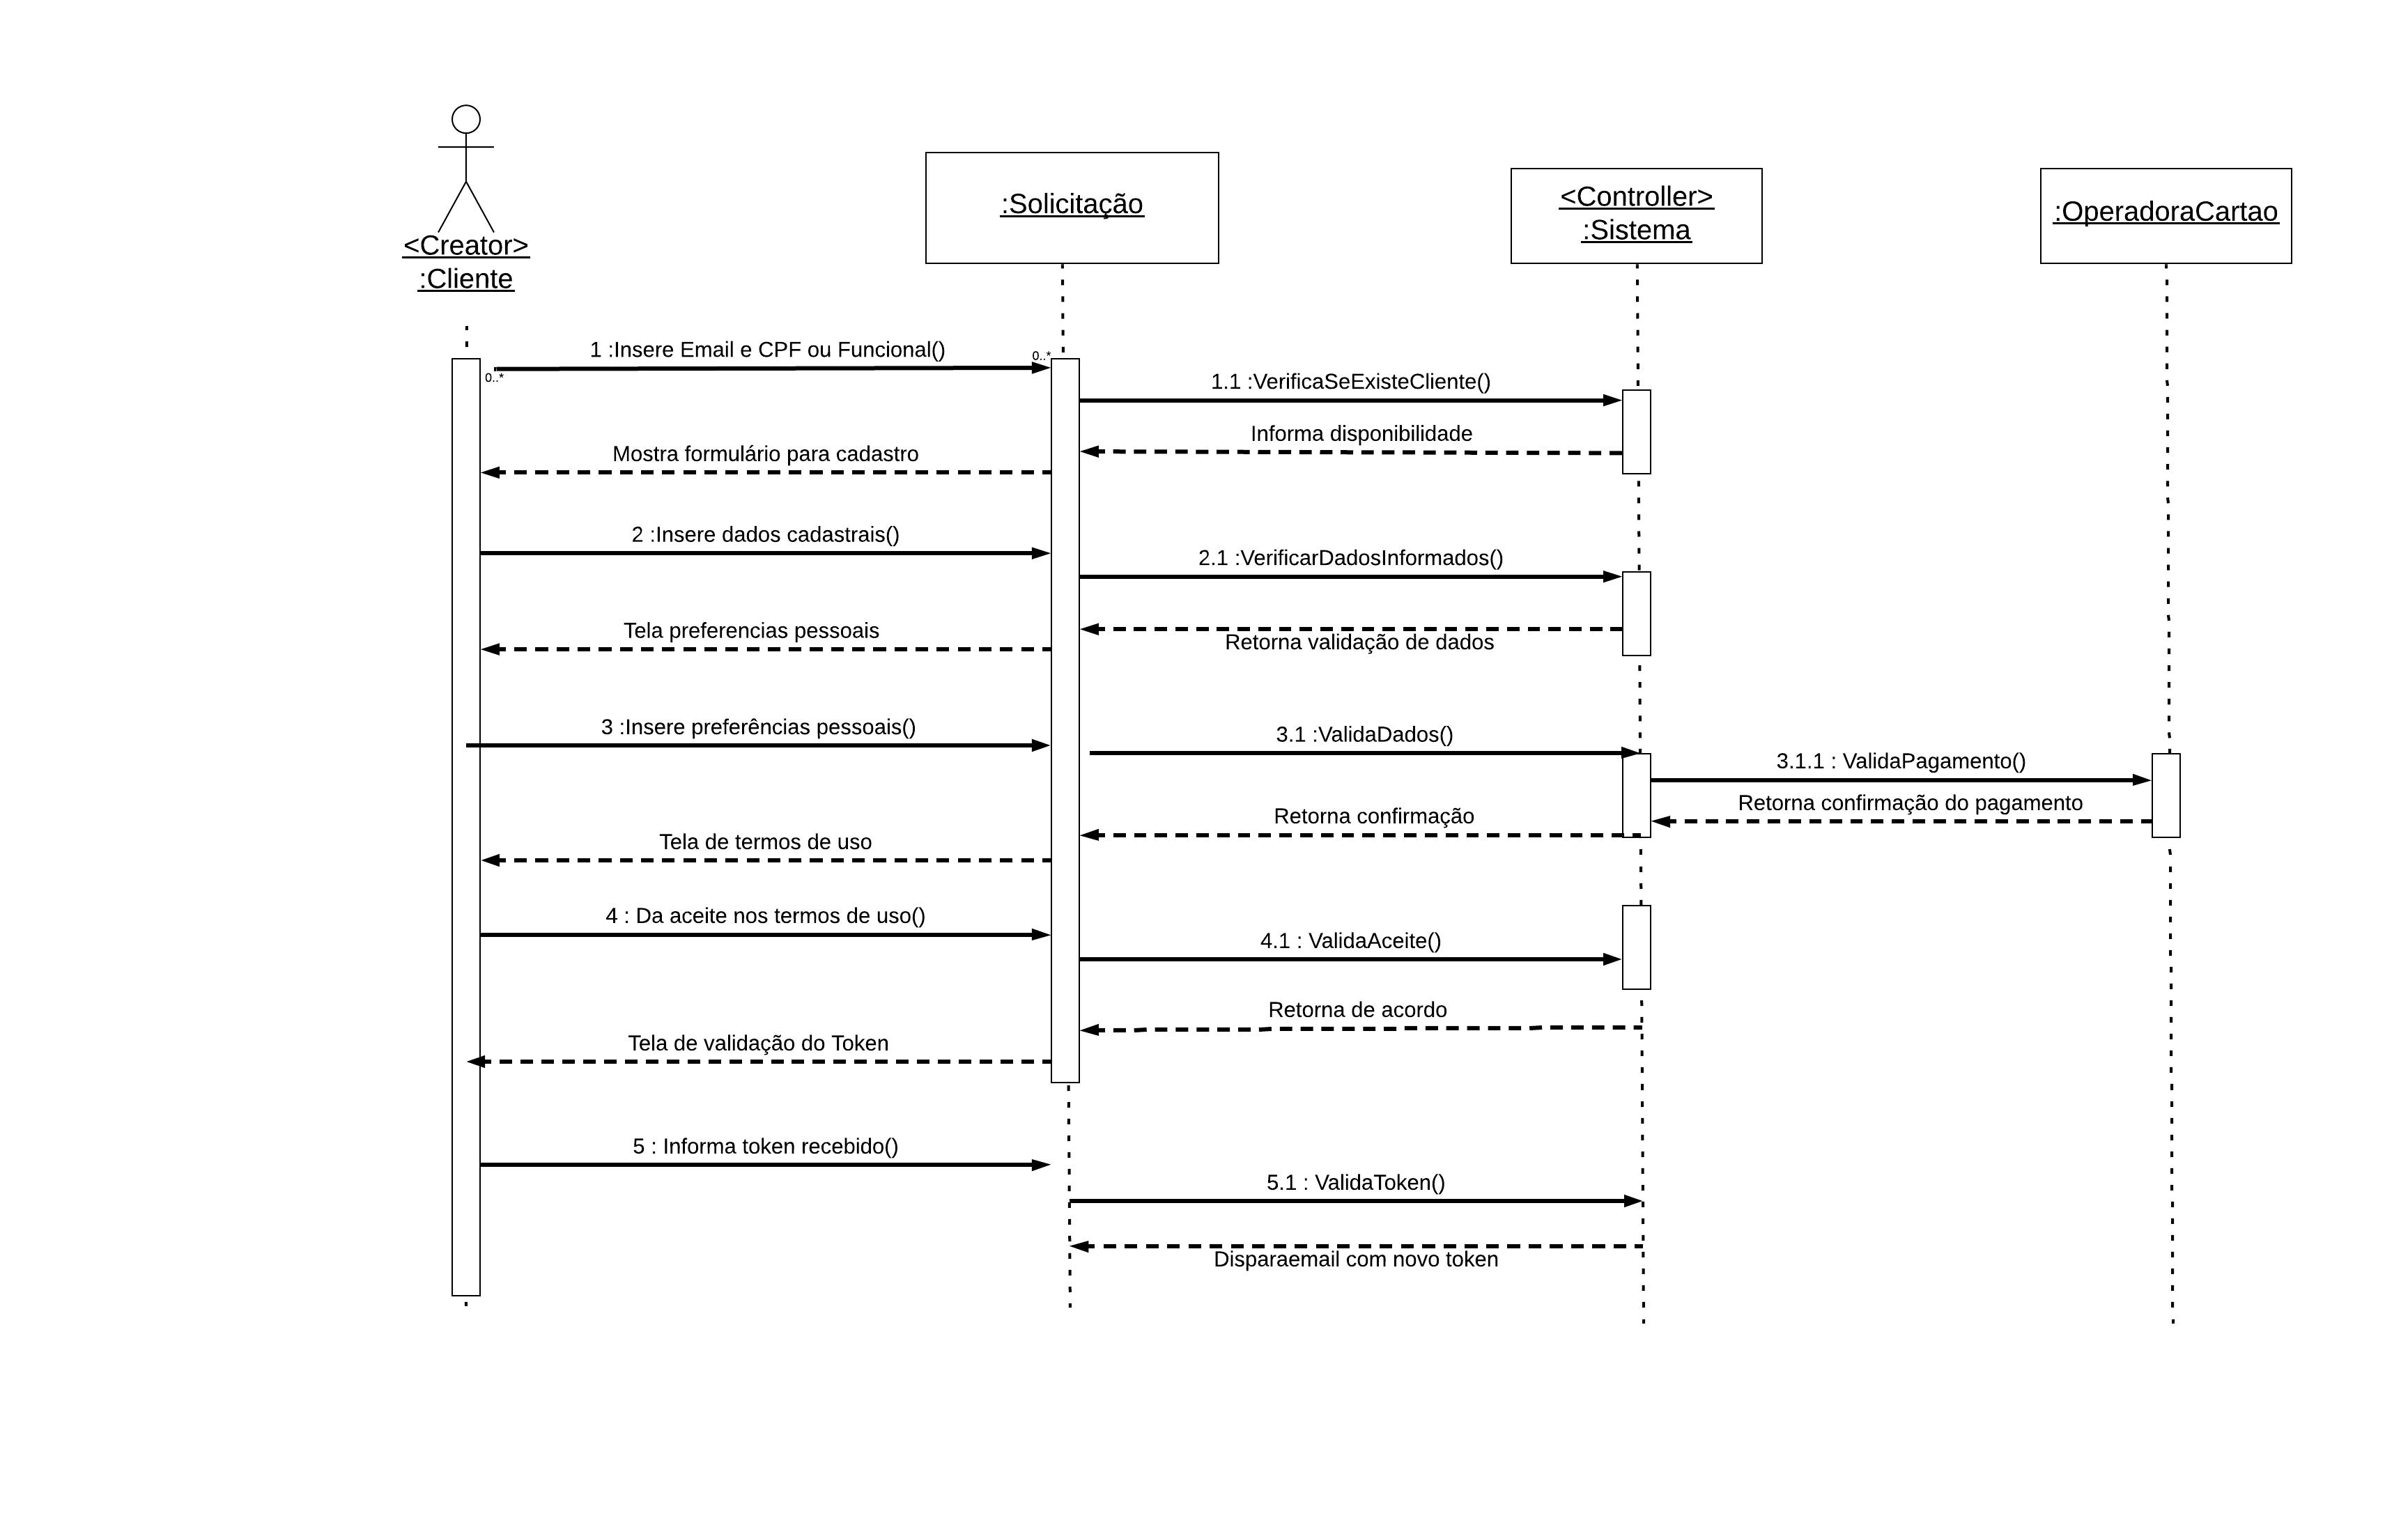 <Creator>
:Cliente
:Solicitação
<Controller>
:Sistema
:OperadoraCartao
1 :Insere Email e CPF ou Funcional()
0..*
0..*
1.1 :VerificaSeExisteCliente()
Informa disponibilidade
Mostra formulário para cadastro
2 :Insere dados cadastrais()
2.1 :VerificarDadosInformados()
Tela preferencias pessoais
Retorna validação de dados
3 :Insere preferências pessoais()
3.1 :ValidaDados()
3.1.1 : ValidaPagamento()
Retorna confirmação do pagamento
Retorna confirmação
Tela de termos de uso
4 : Da aceite nos termos de uso()
4.1 : ValidaAceite()
Retorna de acordo
Tela de validação do Token
5 : Informa token recebido()
5.1 : ValidaToken()
Disparaemail com novo token